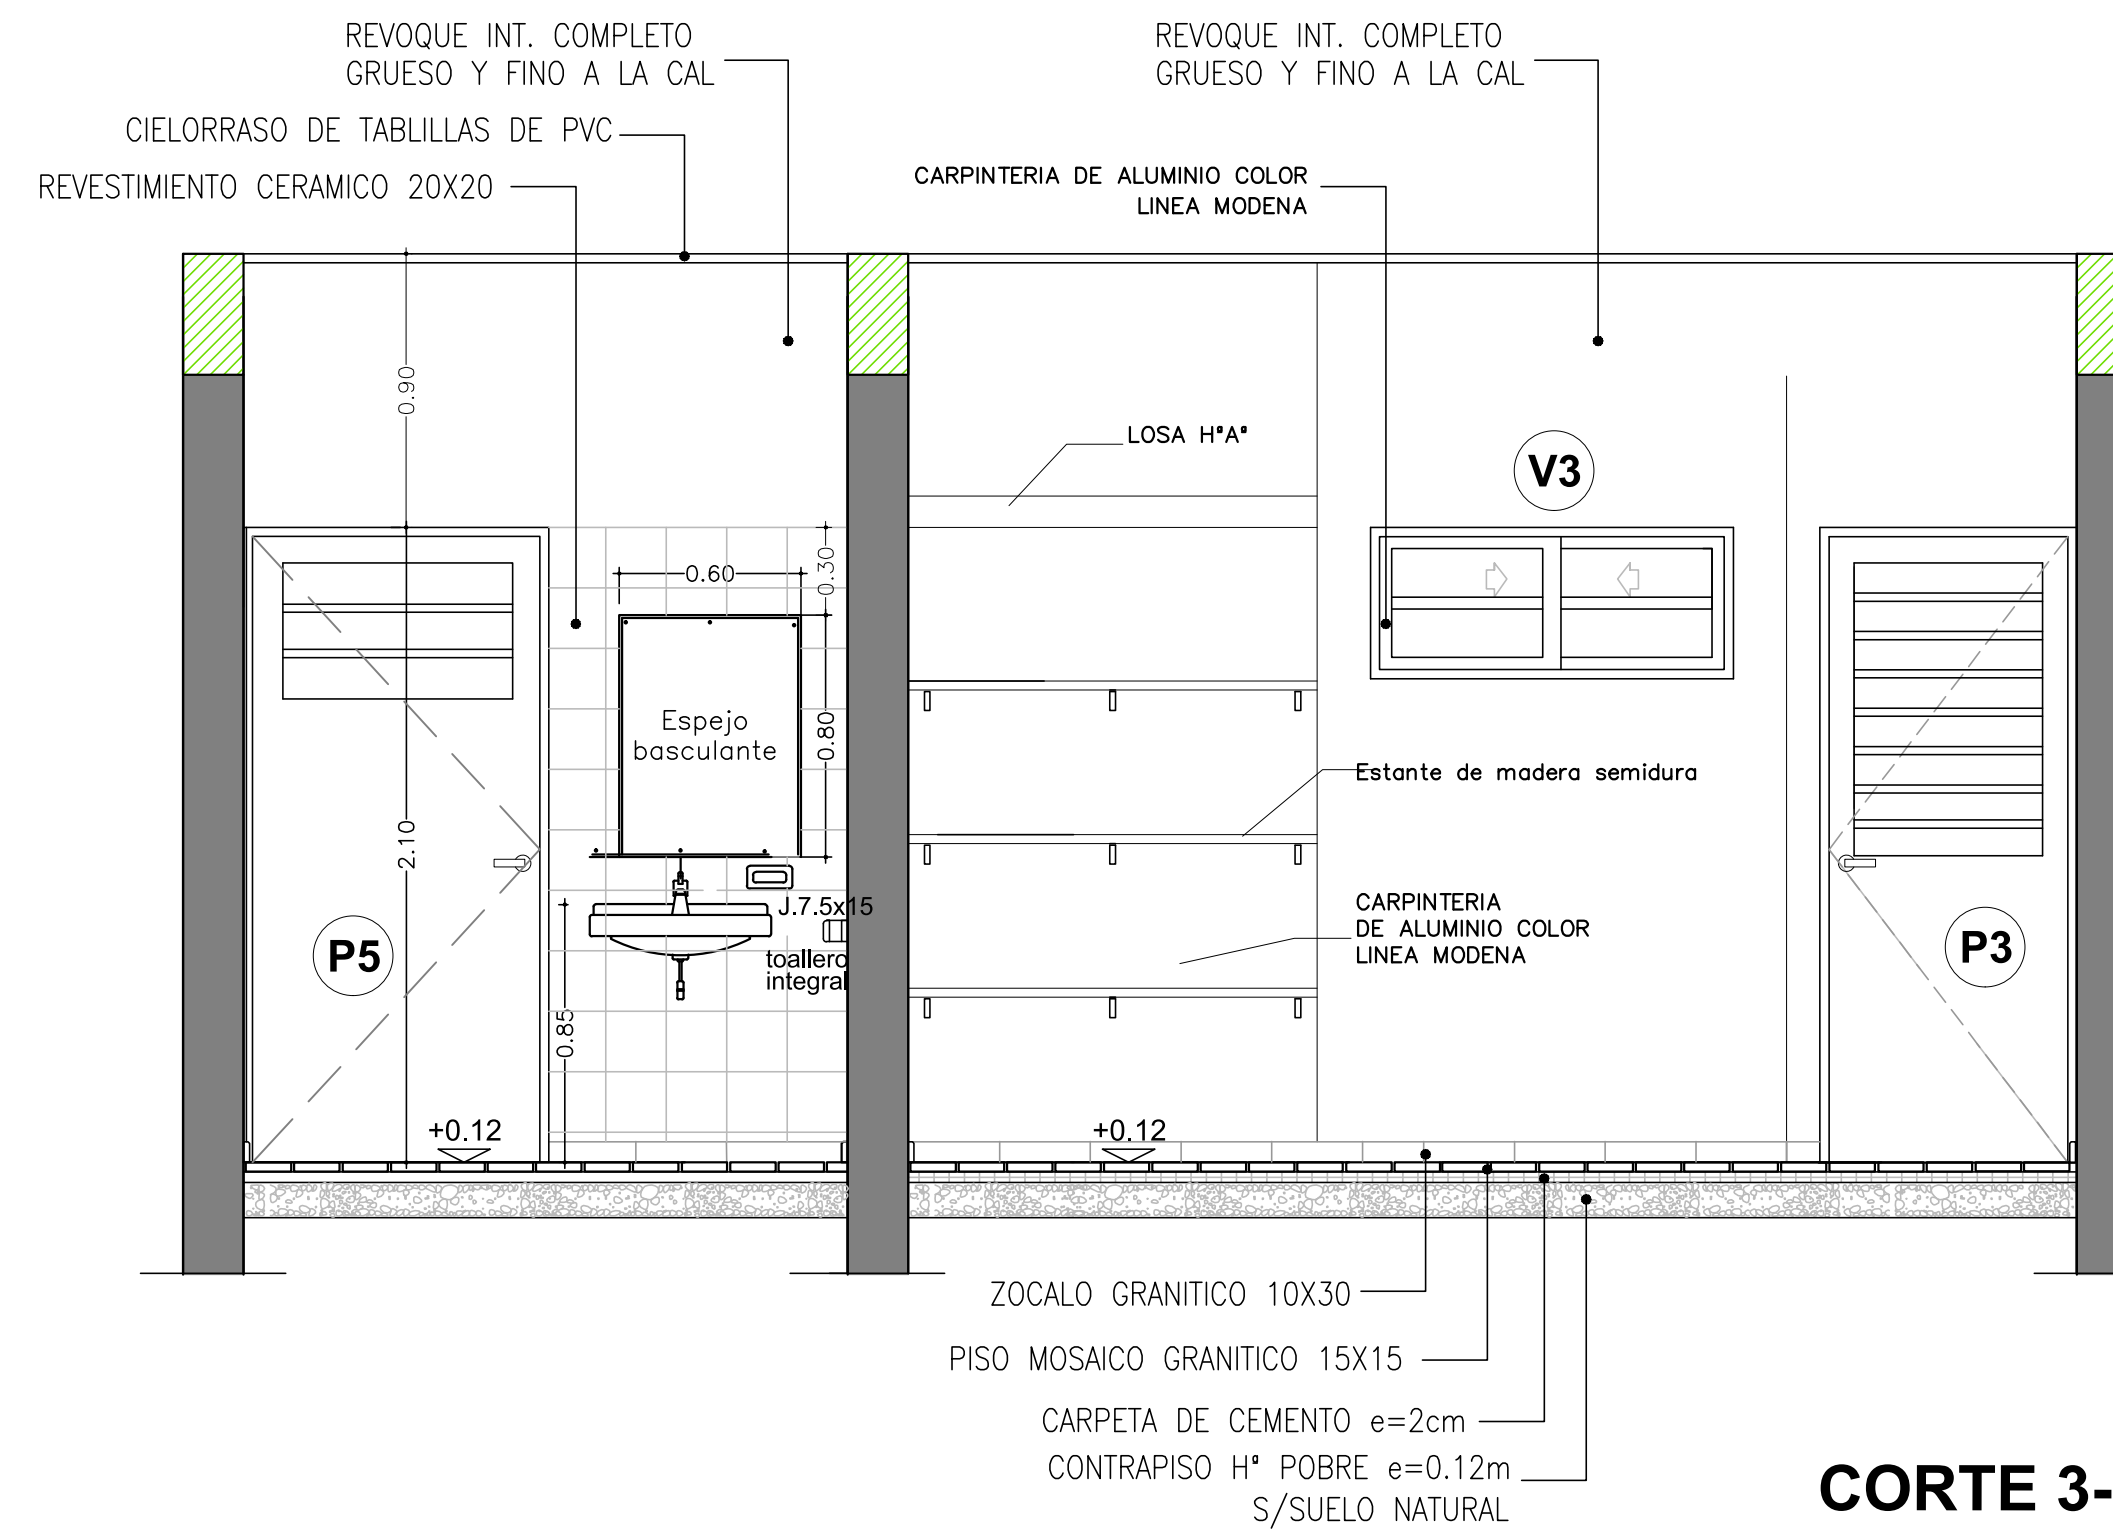 REVOQUE INT. COMPLETO
GRUESO Y FINO A LA CAL
REVOQUE INT. COMPLETO
GRUESO Y FINO A LA CAL
CIELORRASO DE TABLILLAS DE PVC
REVESTIMIENTO CERAMICO 20X20
CARPINTERIA DE ALUMINIO COLOR
LINEA MODENA
0.90
LOSA HºAº
V3
0.60
0.30
Espejo
basculante
0.80
Estante de madera semidura
2.10
J.7.5x15
toallero
integral
CARPINTERIA
DE ALUMINIO COLOR
LINEA MODENA
P5
P3
0.85
+0.12
+0.12
ZOCALO GRANITICO 10X30
PISO MOSAICO GRANITICO 15X15
CARPETA DE CEMENTO e=2cm
CONTRAPISO Hº POBRE e=0.12m
S/SUELO NATURAL
CORTE 3-